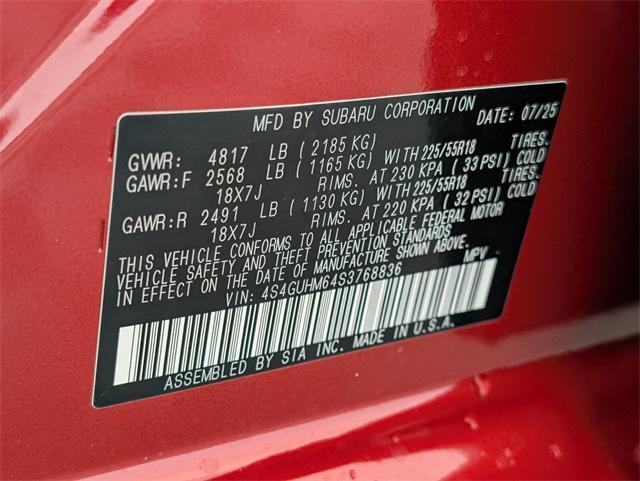 MFD BY SUBARU CORPORATION DATE: 07/25
GVWR: 4817 LB ( 2185 KG)
GAWR:F 2568 LB ( 1165 KG) WITH 225/55R18 TIRES.
18X7J RIMS. AT 230 KPA ( 33 PSI) COLD
GAWR:R 2491 LB ( 1130 KG) WITH 225/55R18 TIRES.
18X7J RIMS. AT 220 KPA ( 32 PSI) COLD
THIS VEHICLE CONFORMS TO ALL APPLICABLE FEDERAL MOTOR
VEHICLE SAFETY AND THEFT PREVENTION STANDARDS
IN EFFECT ON THE DATE OF MANUFACTURE SHOWN ABOVE.
VIN: 4S4GUHM64S3768836 MPV
ASSEMBLED BY SIA INC. MADE IN U.S.A.